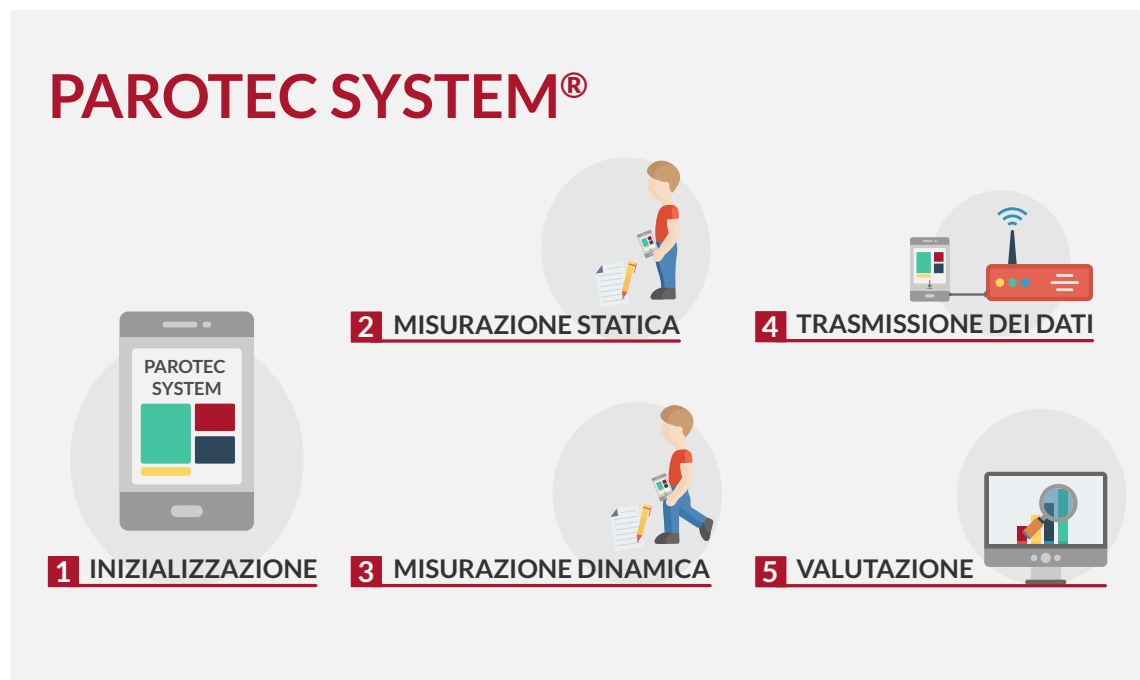 PAROTEC SYSTEM®
PAROTEC
SYSTEM
1 INIZIALIZZAZIONE
2 MISURAZIONE STATICA
3 MISURAZIONE DINAMICA
4 TRASMISSIONE DEI DATI
5 VALUTAZIONE